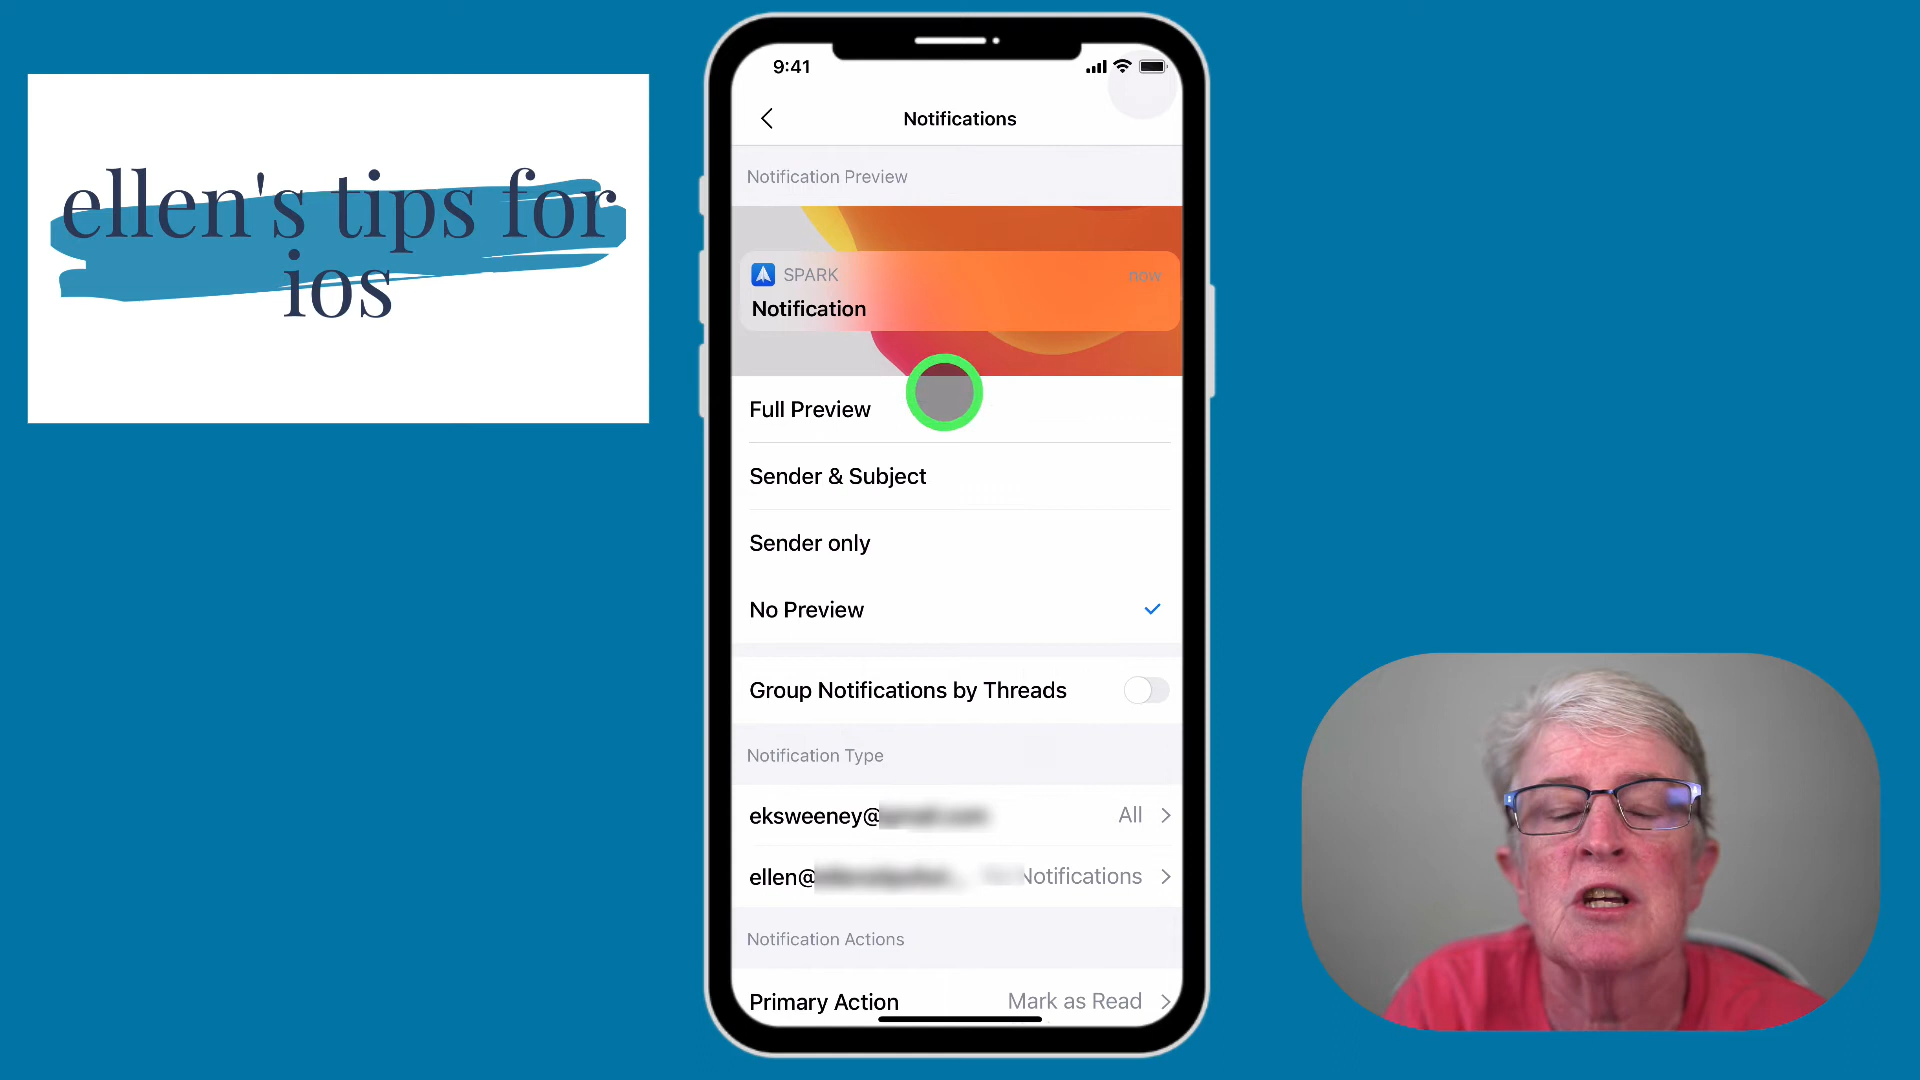 ellen's tips for
ios
9:41
Notifications
Notification Preview
SPARK
now
Notification
Full Preview
Sender & Subject
Sender only
No Preview
Group Notifications by Threads
Notification Type
eksweeney@
All
ellen@
Notifications
Notification Actions
Primary Action
Mark as Read